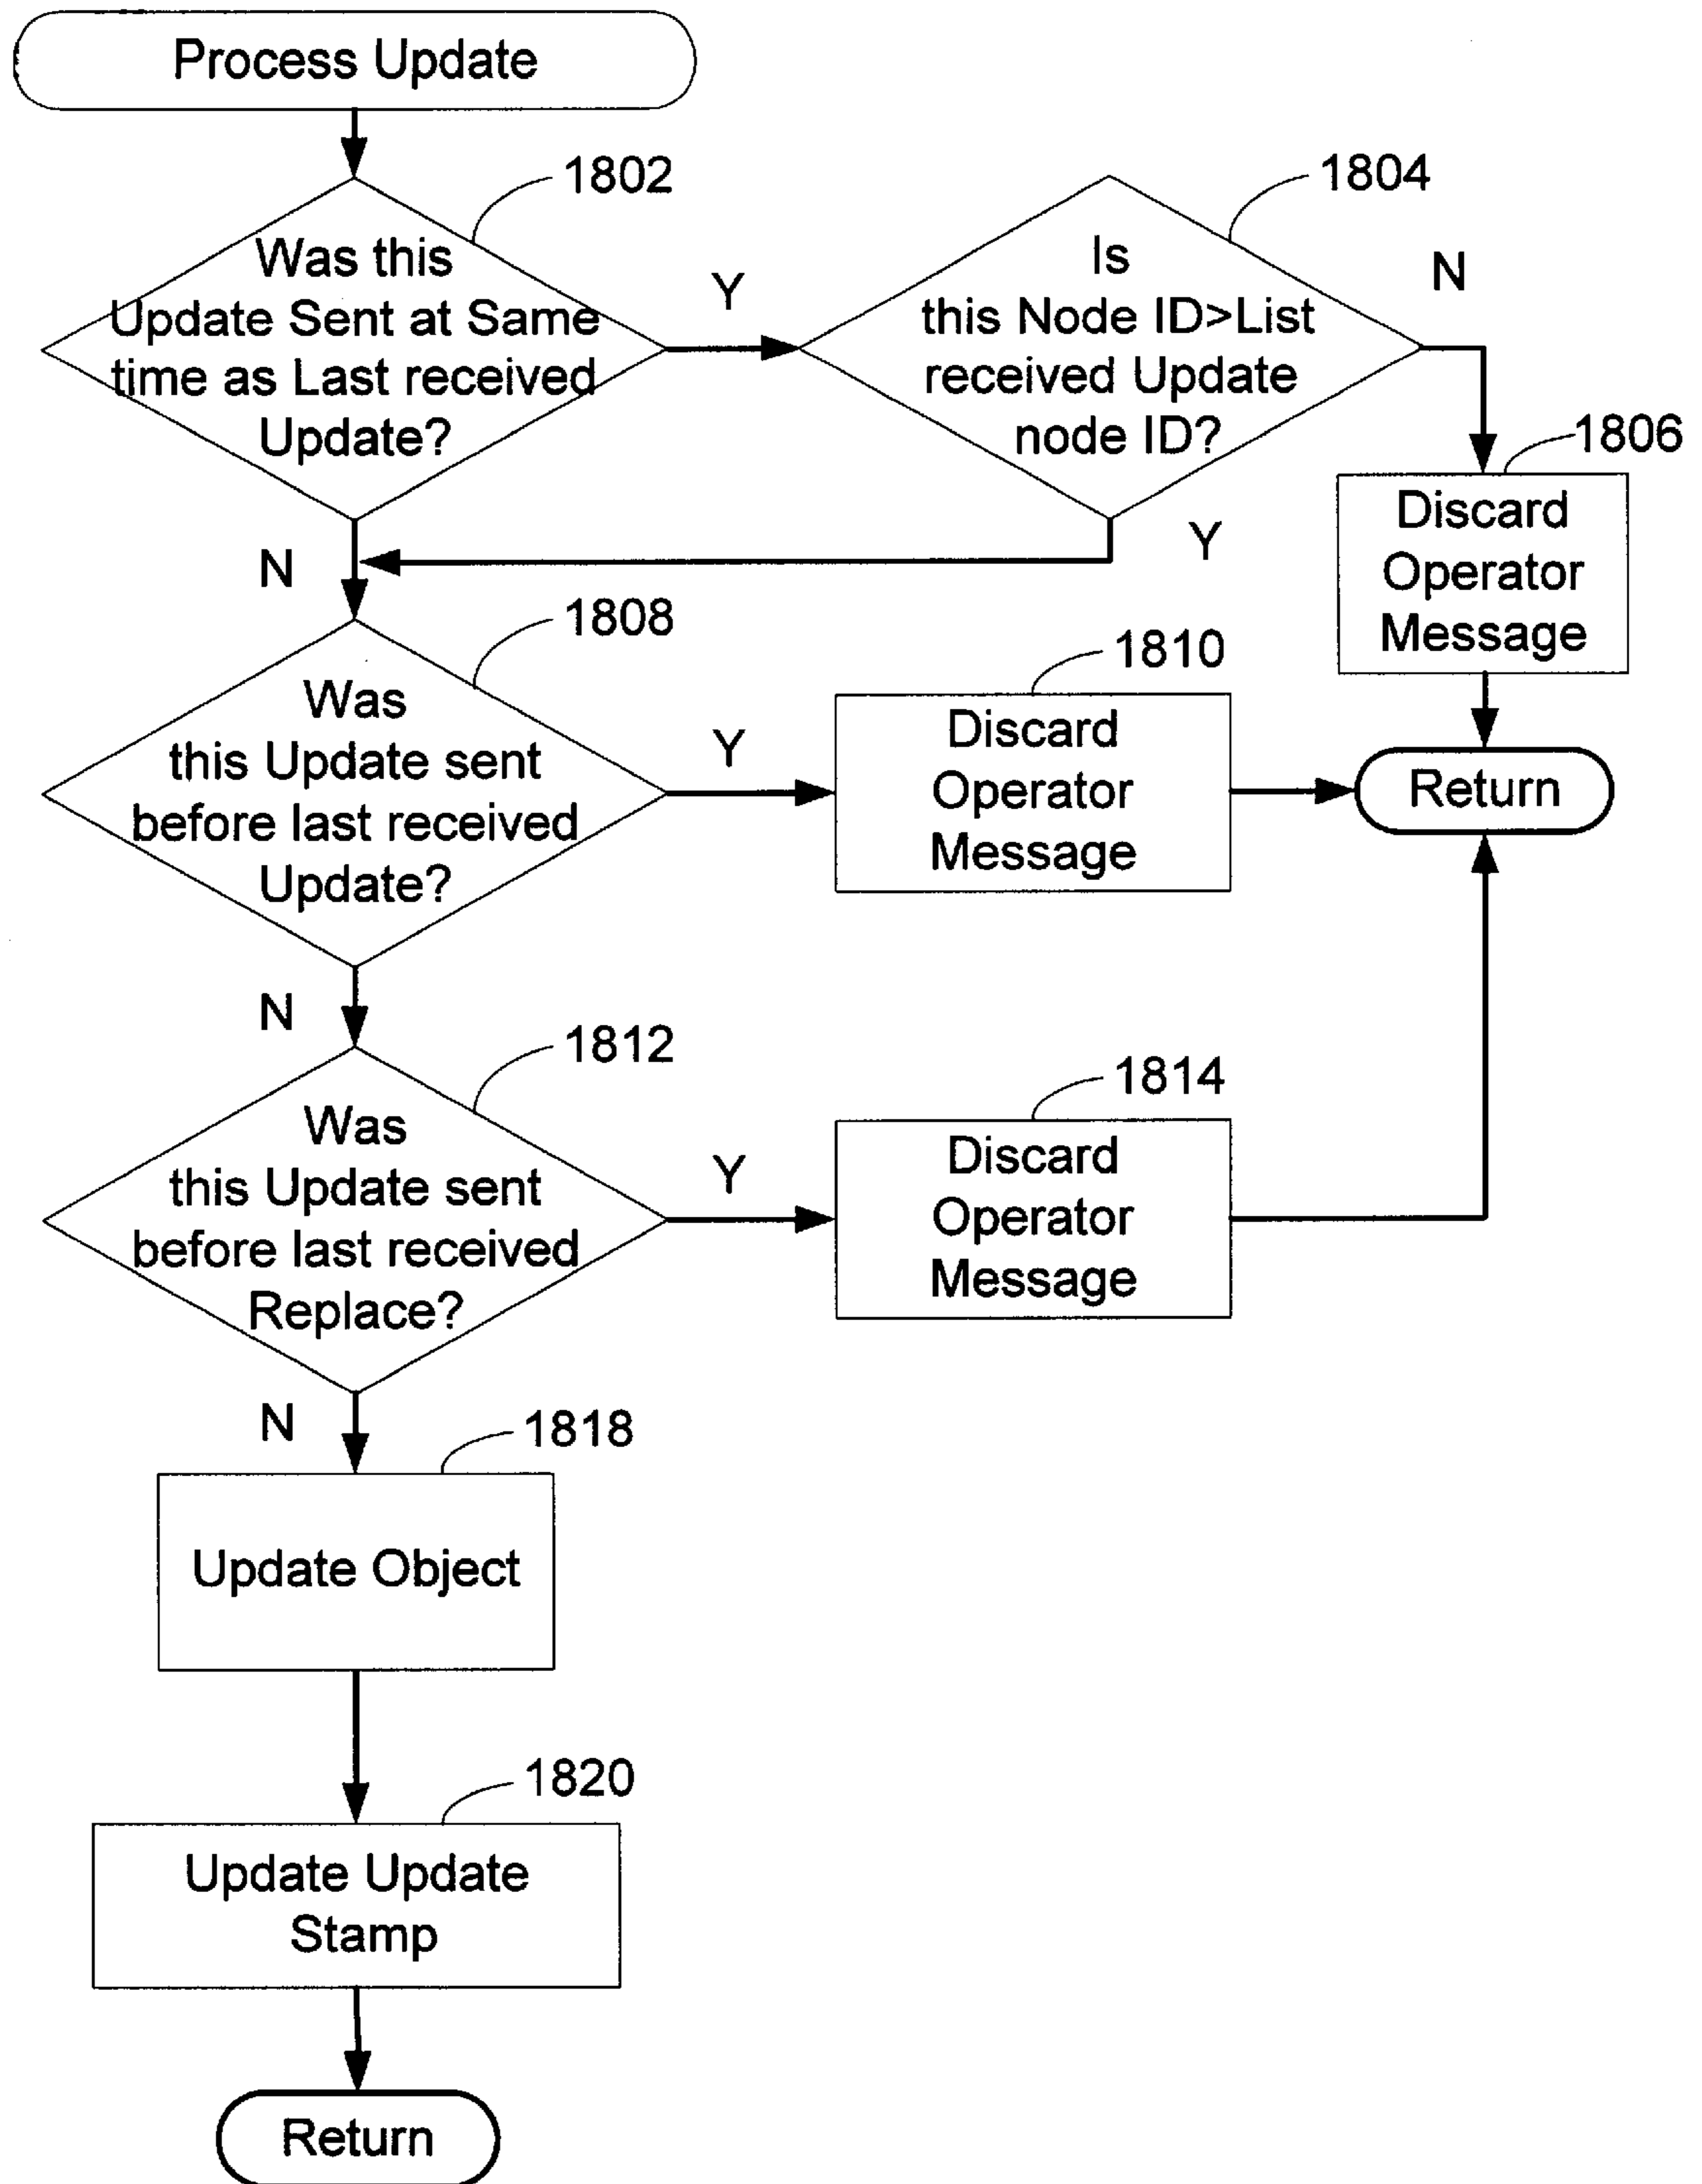 Process Update
1802
Was this
Update Sent at Same
time as Last received
Update?
Y
1804
Is
this Node ID>List
received Update
node ID?
N
1806
Discard
Operator
Message
Y
N
1808
Was
this Update sent
before last received
Update?
Y
1810
Discard
Operator
Message
Return
N
1812
Was
this Update sent
before last received
Replace?
Y
1814
Discard
Operator
Message
N
1818
Update Object
1820
Update Update
Stamp
Return